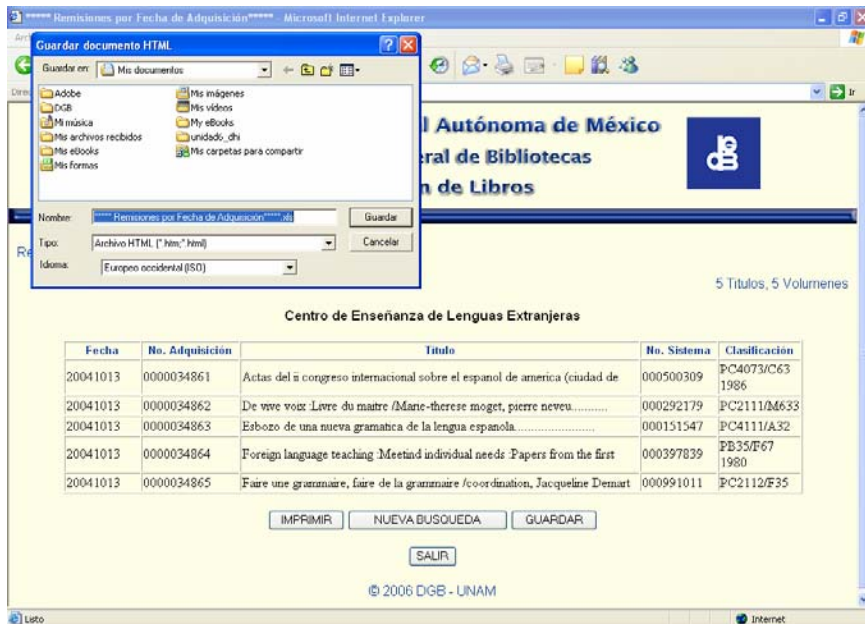 ***** Remisiones por Fecha de Adquisición***** - Microsoft Internet Explorer
Guardar documento HTML
Guardar en: Mis documentos
Adobe
DGB
Mi música
Mis archivos recibidos
Mis eBooks
Mis formas
Mis imágenes
Mis vídeos
My eBooks
unidad6_dhi
Mis carpetas para compartir
Nombre: ***** Remisiones por Fecha de Adquisición*****.xls Guardar
Tipo: Archivo HTML (*.htm;*.html) Cancelar
Idioma: Europeo occidental (ISO)
Ir
l Autónoma de México
eral de Bibliotecas
n de Libros
Re
5 Titulos, 5 Volumenes
Centro de Enseñanza de Lenguas Extranjeras
Fecha No. Adquisición Título No. Sistema Clasificación
20041013 0000034861 Actas del ii congreso internacional sobre el espanol de america (ciudad de 000500309 PC4073/C63 1986
20041013 0000034862 De vive voix :Livre du maitre /Marie-therese moget, pierre neveu........... 000292179 PC2111/M633
20041013 0000034863 Esbozo de una nueva gramatica de la lengua espanola........................ 000151547 PC4111/A32
20041013 0000034864 Foreign language teaching :Meetind individual needs :Papers from the first 000397839 PB35/F67 1980
20041013 0000034865 Faire une grammaire, faire de la grammaire /coordination, Jacqueline Demart 000991011 PC2112/F35
IMPRIMIR NUEVA BUSQUEDA GUARDAR
SALIR
© 2006 DGB - UNAM
Listo Internet